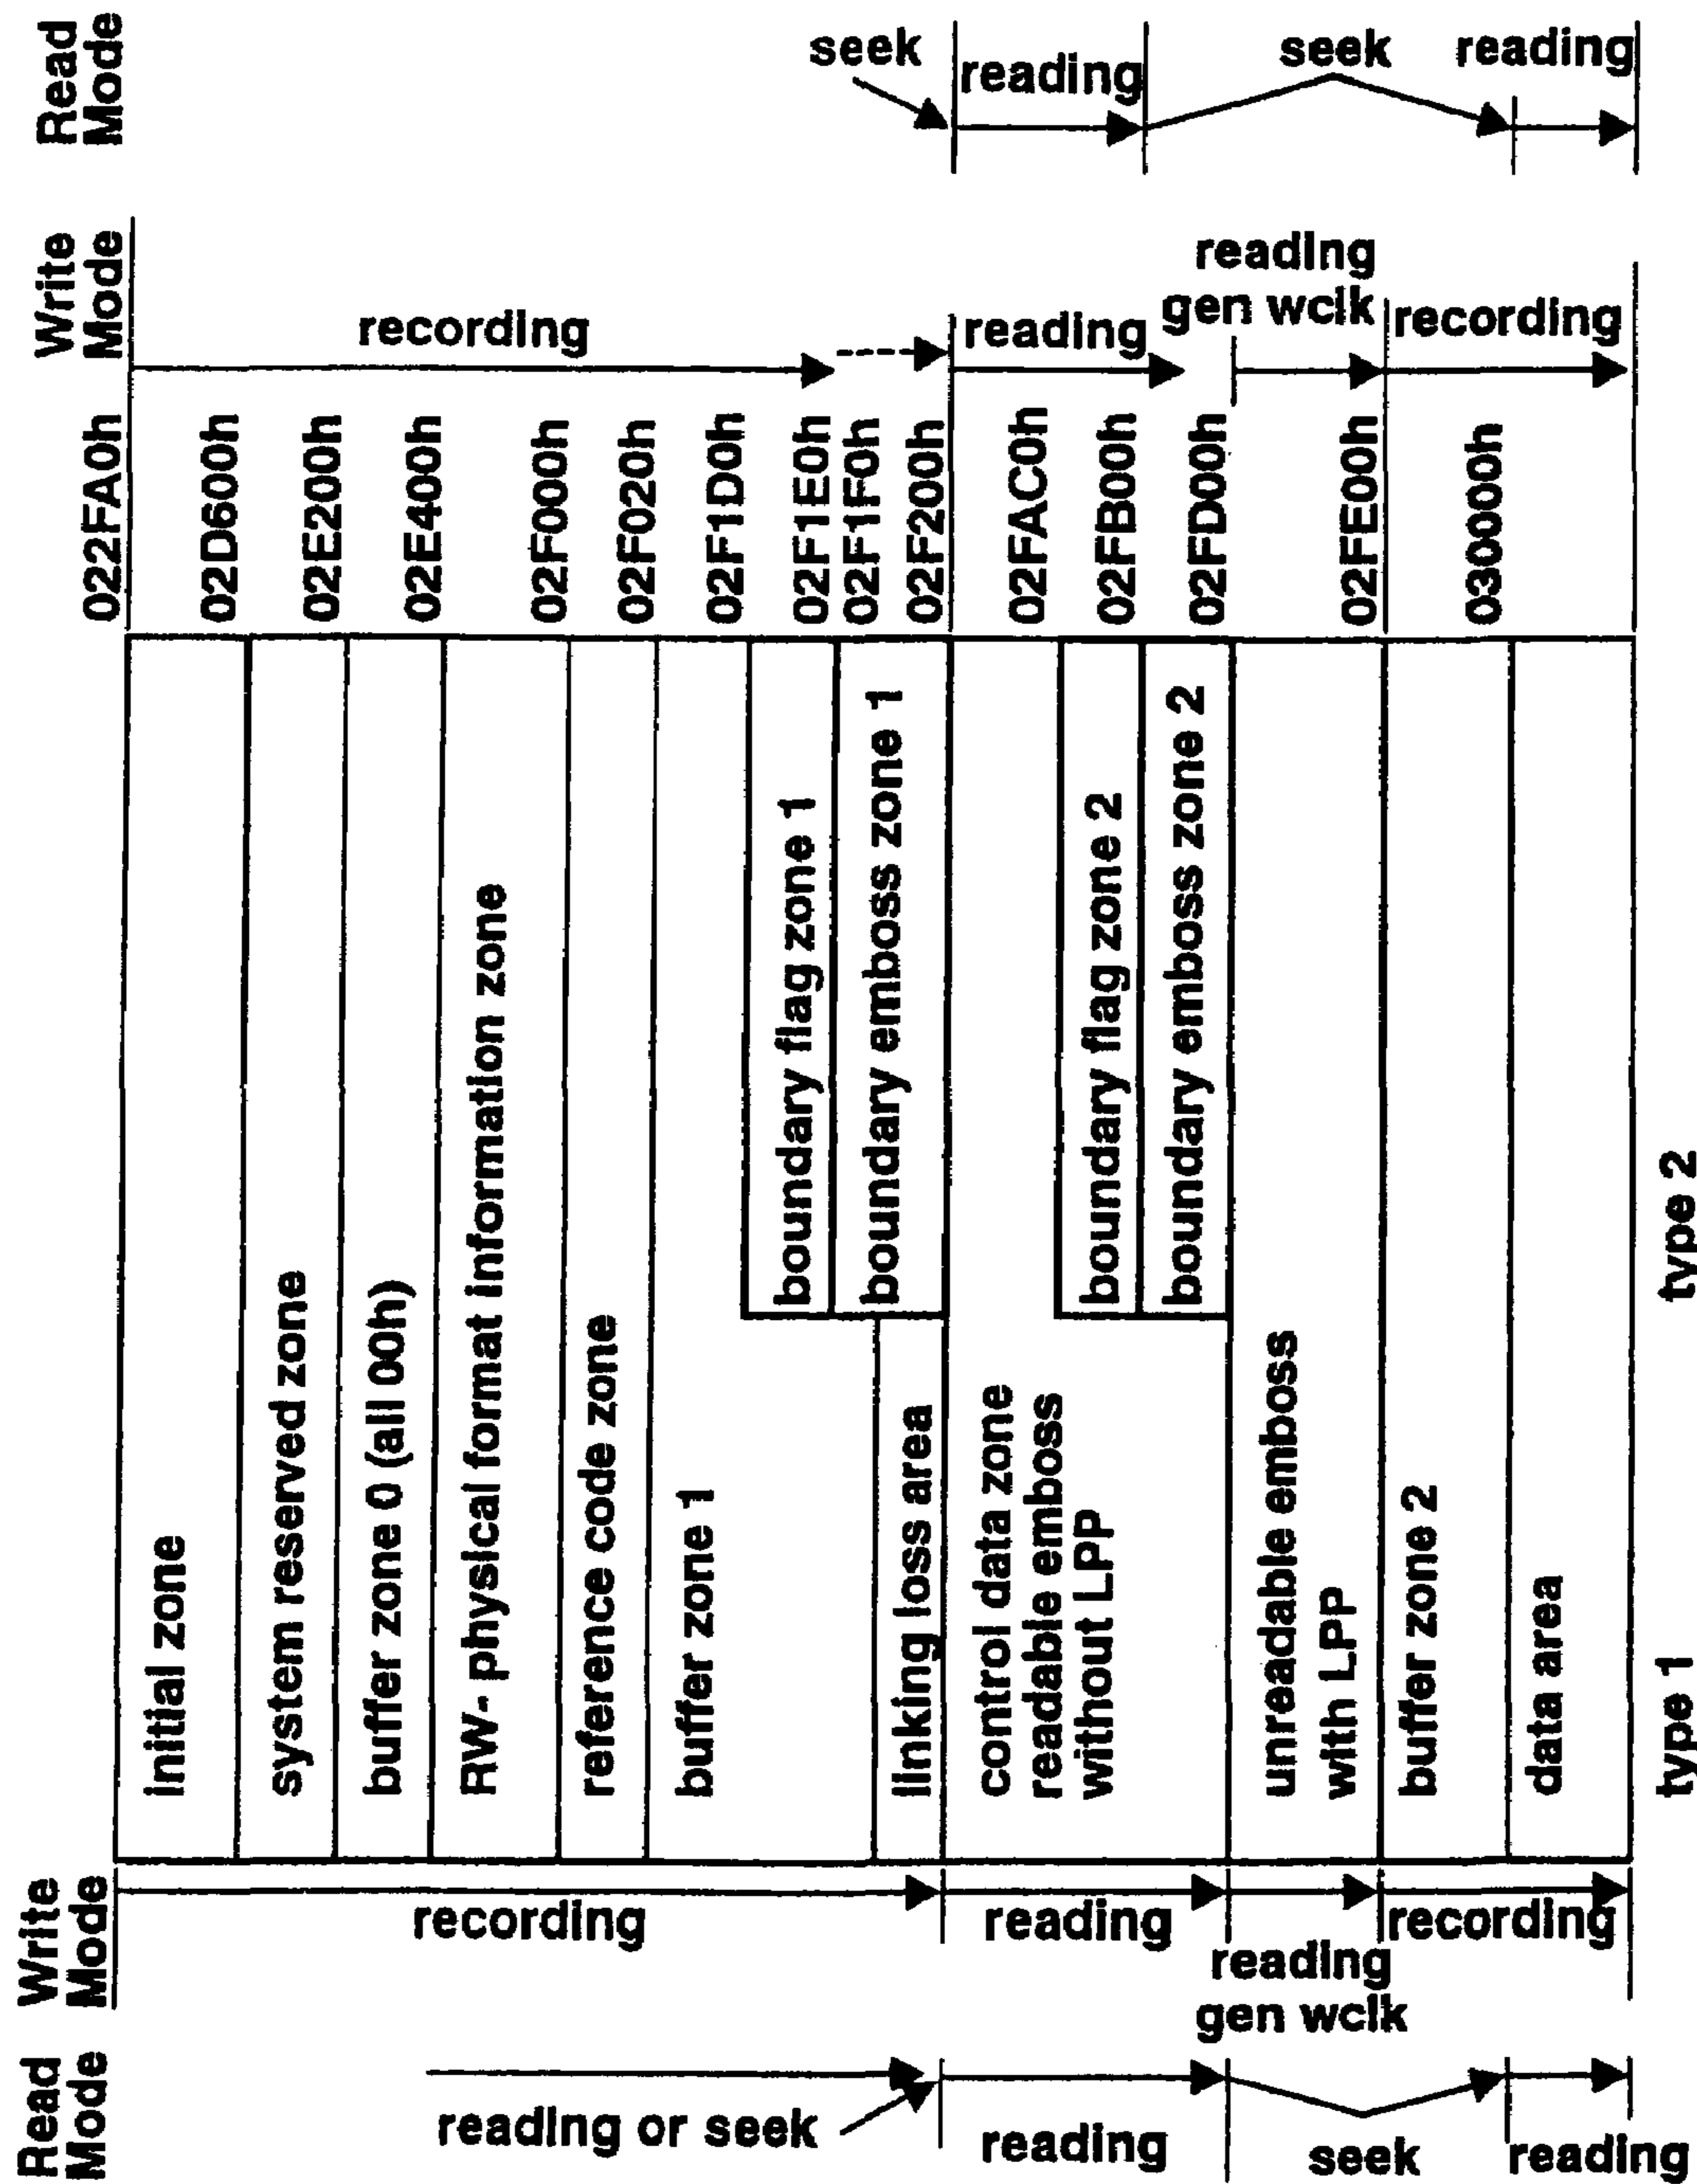 Read
Mode
seek
reading
seek
reading
Write
Mode
recording
reading
reading
gen wclk
recording
022FA0h
02D600h
02E200h
02E400h
02F000h
02F020h
02F1D0h
02F1E0h
02F1F0h
02F200h
02FAC0h
02FB00h
02FD00h
02FE00h
030000h
initial zone
system reserved zone
buffer zone 0 (all 00h)
RW- physical format information zone
reference code zone
buffer zone 1
boundary flag zone 1
boundary emboss zone 1
linking loss area
control data zone
readable emboss
without LPP
boundary flag zone 2
boundary emboss zone 2
unreadable emboss
with LPP
buffer zone 2
data area
type 1
type 2
Write
Mode
recording
reading
reading
gen wclk
recording
Read
Mode
reading or seek
reading
seek
reading